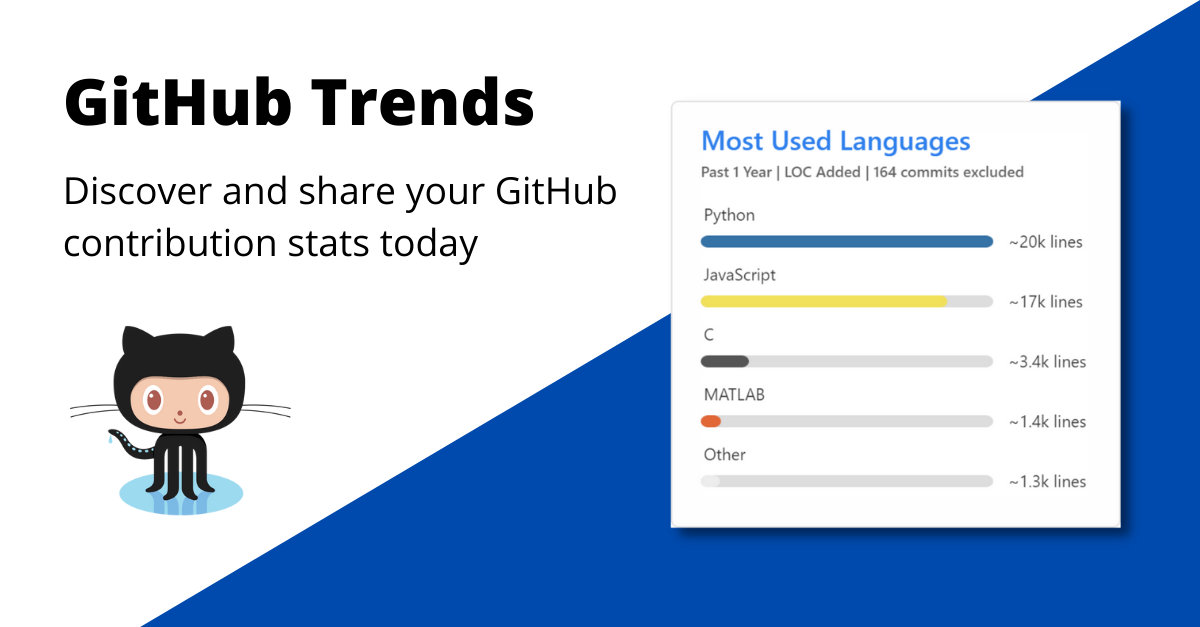 GitHub Trends
Discover and share your GitHub
contribution stats today
Most Used Languages
Past 1 Year | LOC Added | 164 commits excluded
Python
~20k lines
JavaScript
~17k lines
C
~3.4k lines
MATLAB
~1.4k lines
Other
~1.3k lines